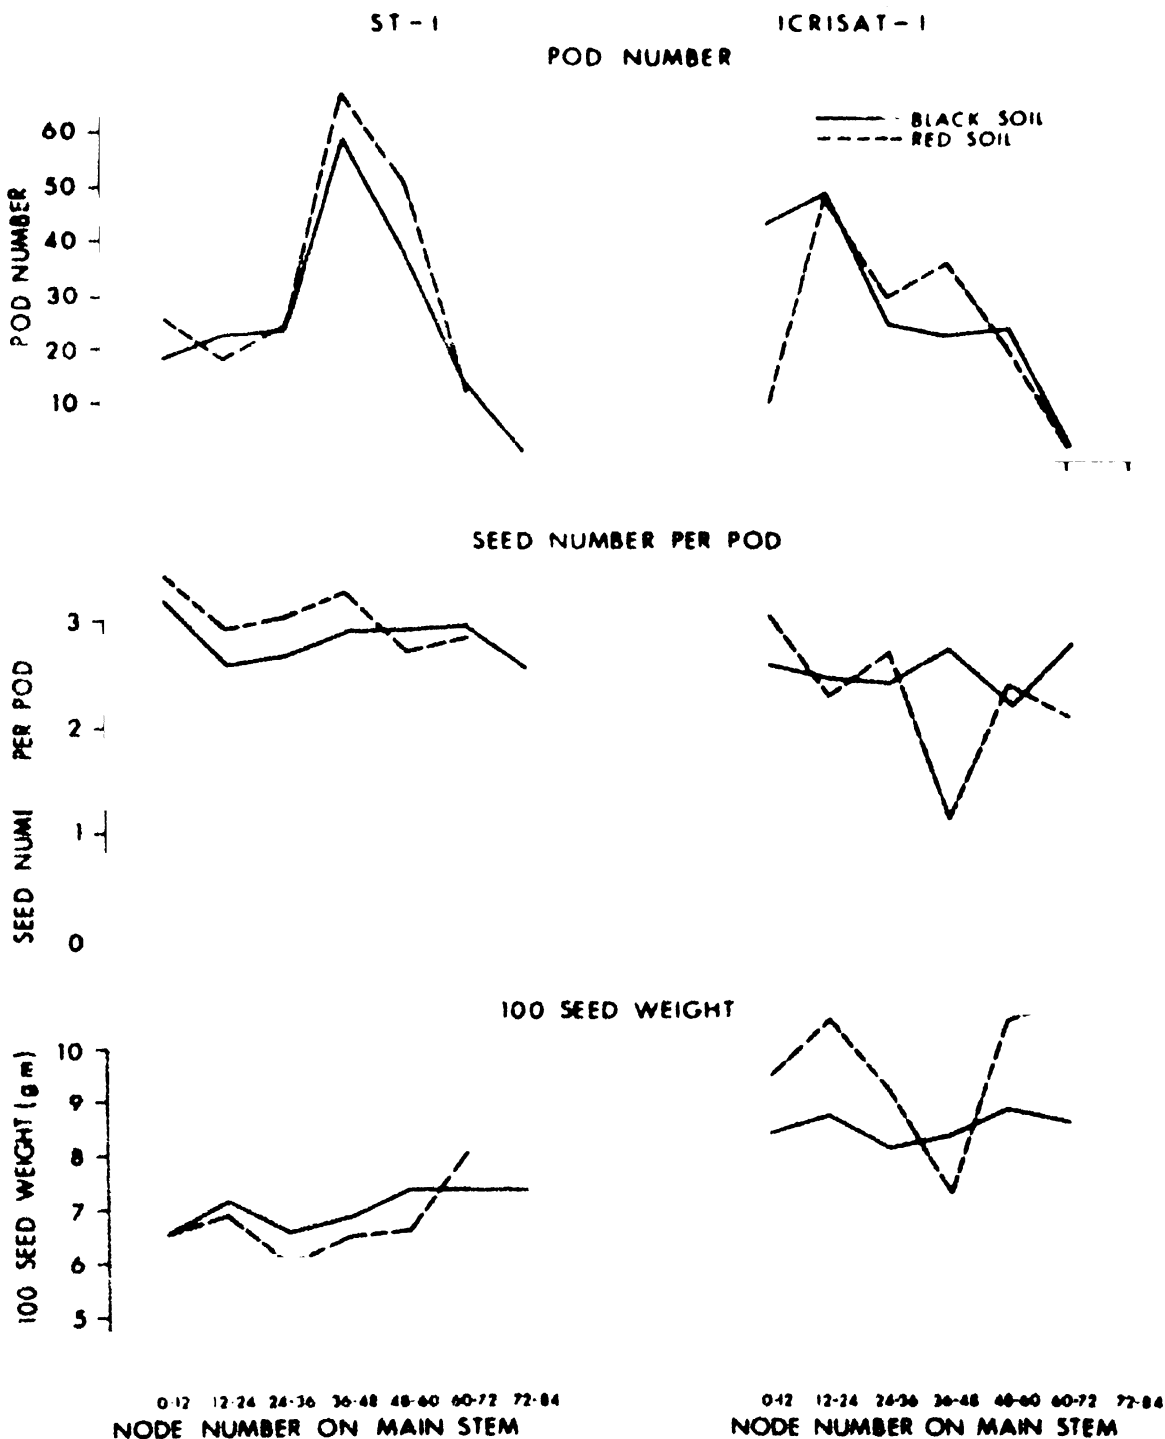 ST-1 ICRISAT-1
POD NUMBER
BLACK SOIL
RED SOIL
POD NUMBER
60
50
40
30
20
10
SEED NUMBER PER POD
SEED NUMI PER POD
3
2
1
0
100 SEED WEIGHT
100 SEED WEIGHT (gm)
10
9
8
7
6
5
0-12 12-24 24-36 36-48 48-60 60-72 72-84
NODE NUMBER ON MAIN STEM
0-12 12-24 24-36 36-48 48-60 60-72 72-84
NODE NUMBER ON MAIN STEM